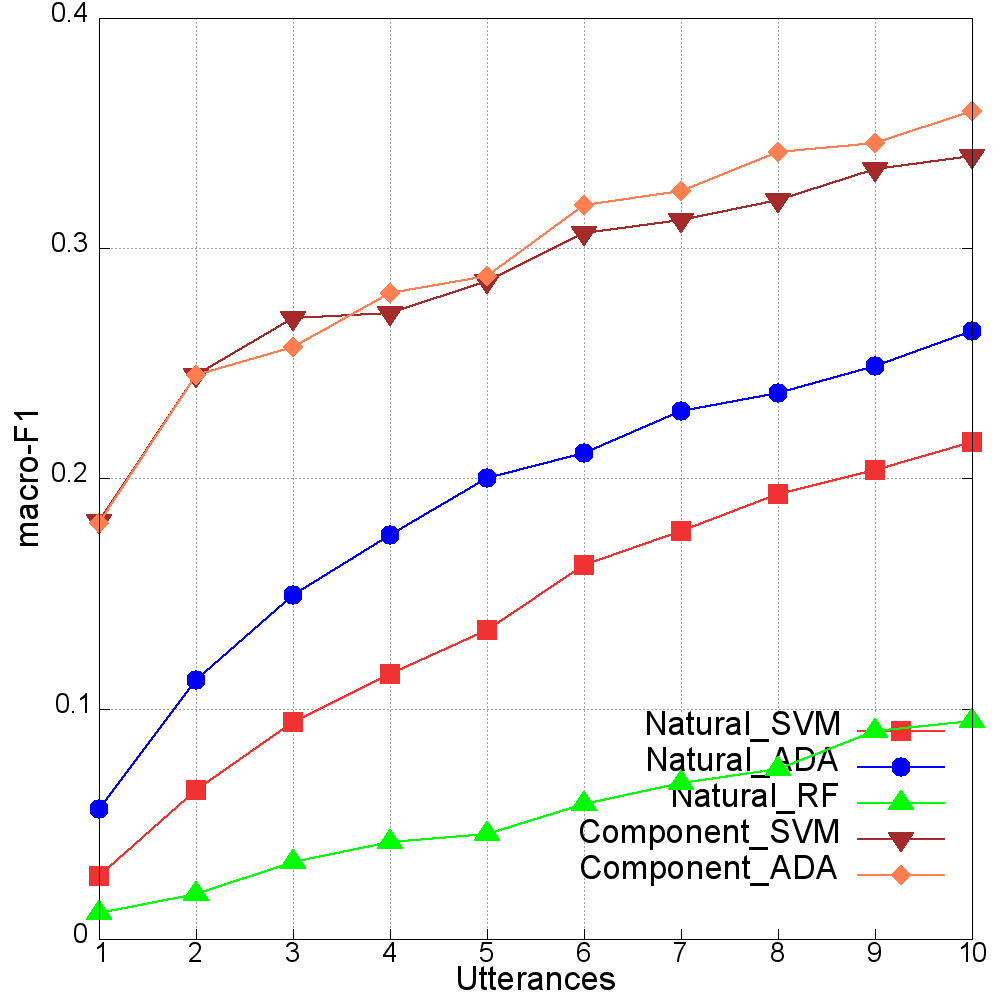 0.4
0.3
0.2
0.1
0
macro-F1
Natural_SVM
Natural_ADA
Natural_RF
Component_SVM
Component_ADA
1 2 3 4 5 6 7 8 9 10
Utterances